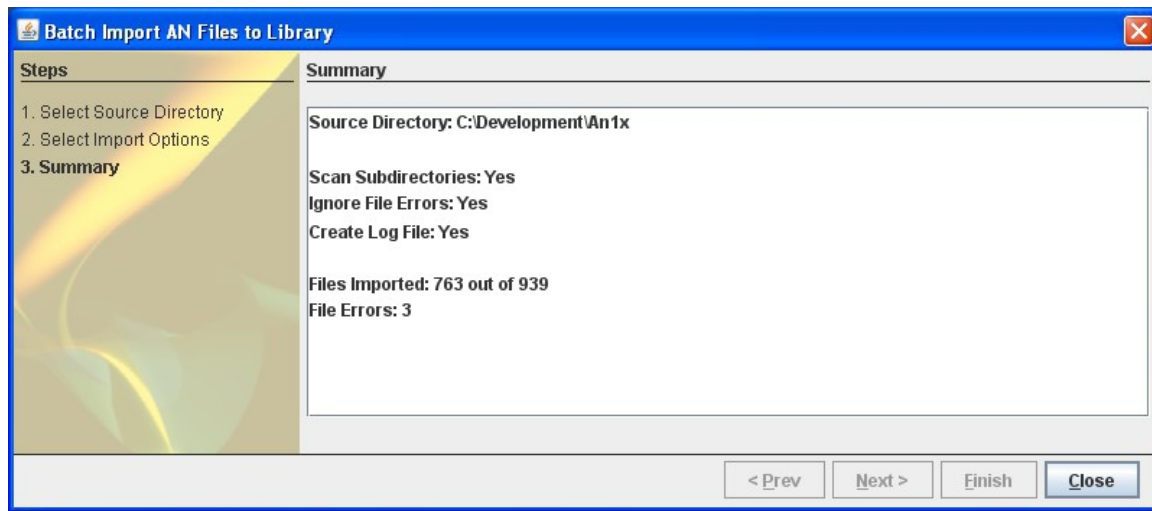 Batch Import AN Files to Library
Steps
1. Select Source Directory
2. Select Import Options
3. Summary
Summary
Source Directory: C:\Development\An1x
Scan Subdirectories: Yes
Ignore File Errors: Yes
Create Log File: Yes
Files Imported: 763 out of 939
File Errors: 3
< Prev
Next >
Finish
Close